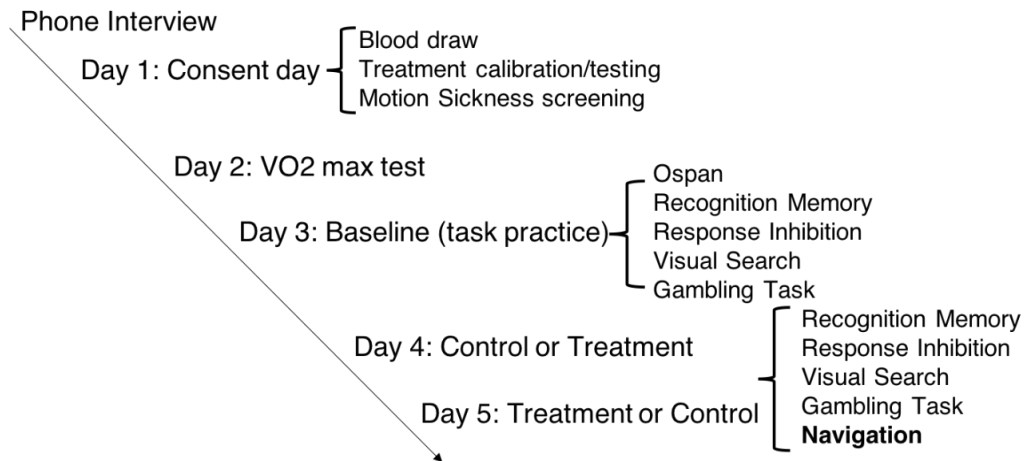 Phone Interview
Day 1: Consent day
Blood draw
Treatment calibration/testing
Motion Sickness screening
Day 2: VO2 max test
Day 3: Baseline (task practice)
Ospan
Recognition Memory
Response Inhibition
Visual Search
Gambling Task
Day 4: Control or Treatment
Day 5: Treatment or Control
Recognition Memory
Response Inhibition
Visual Search
Gambling Task
Navigation